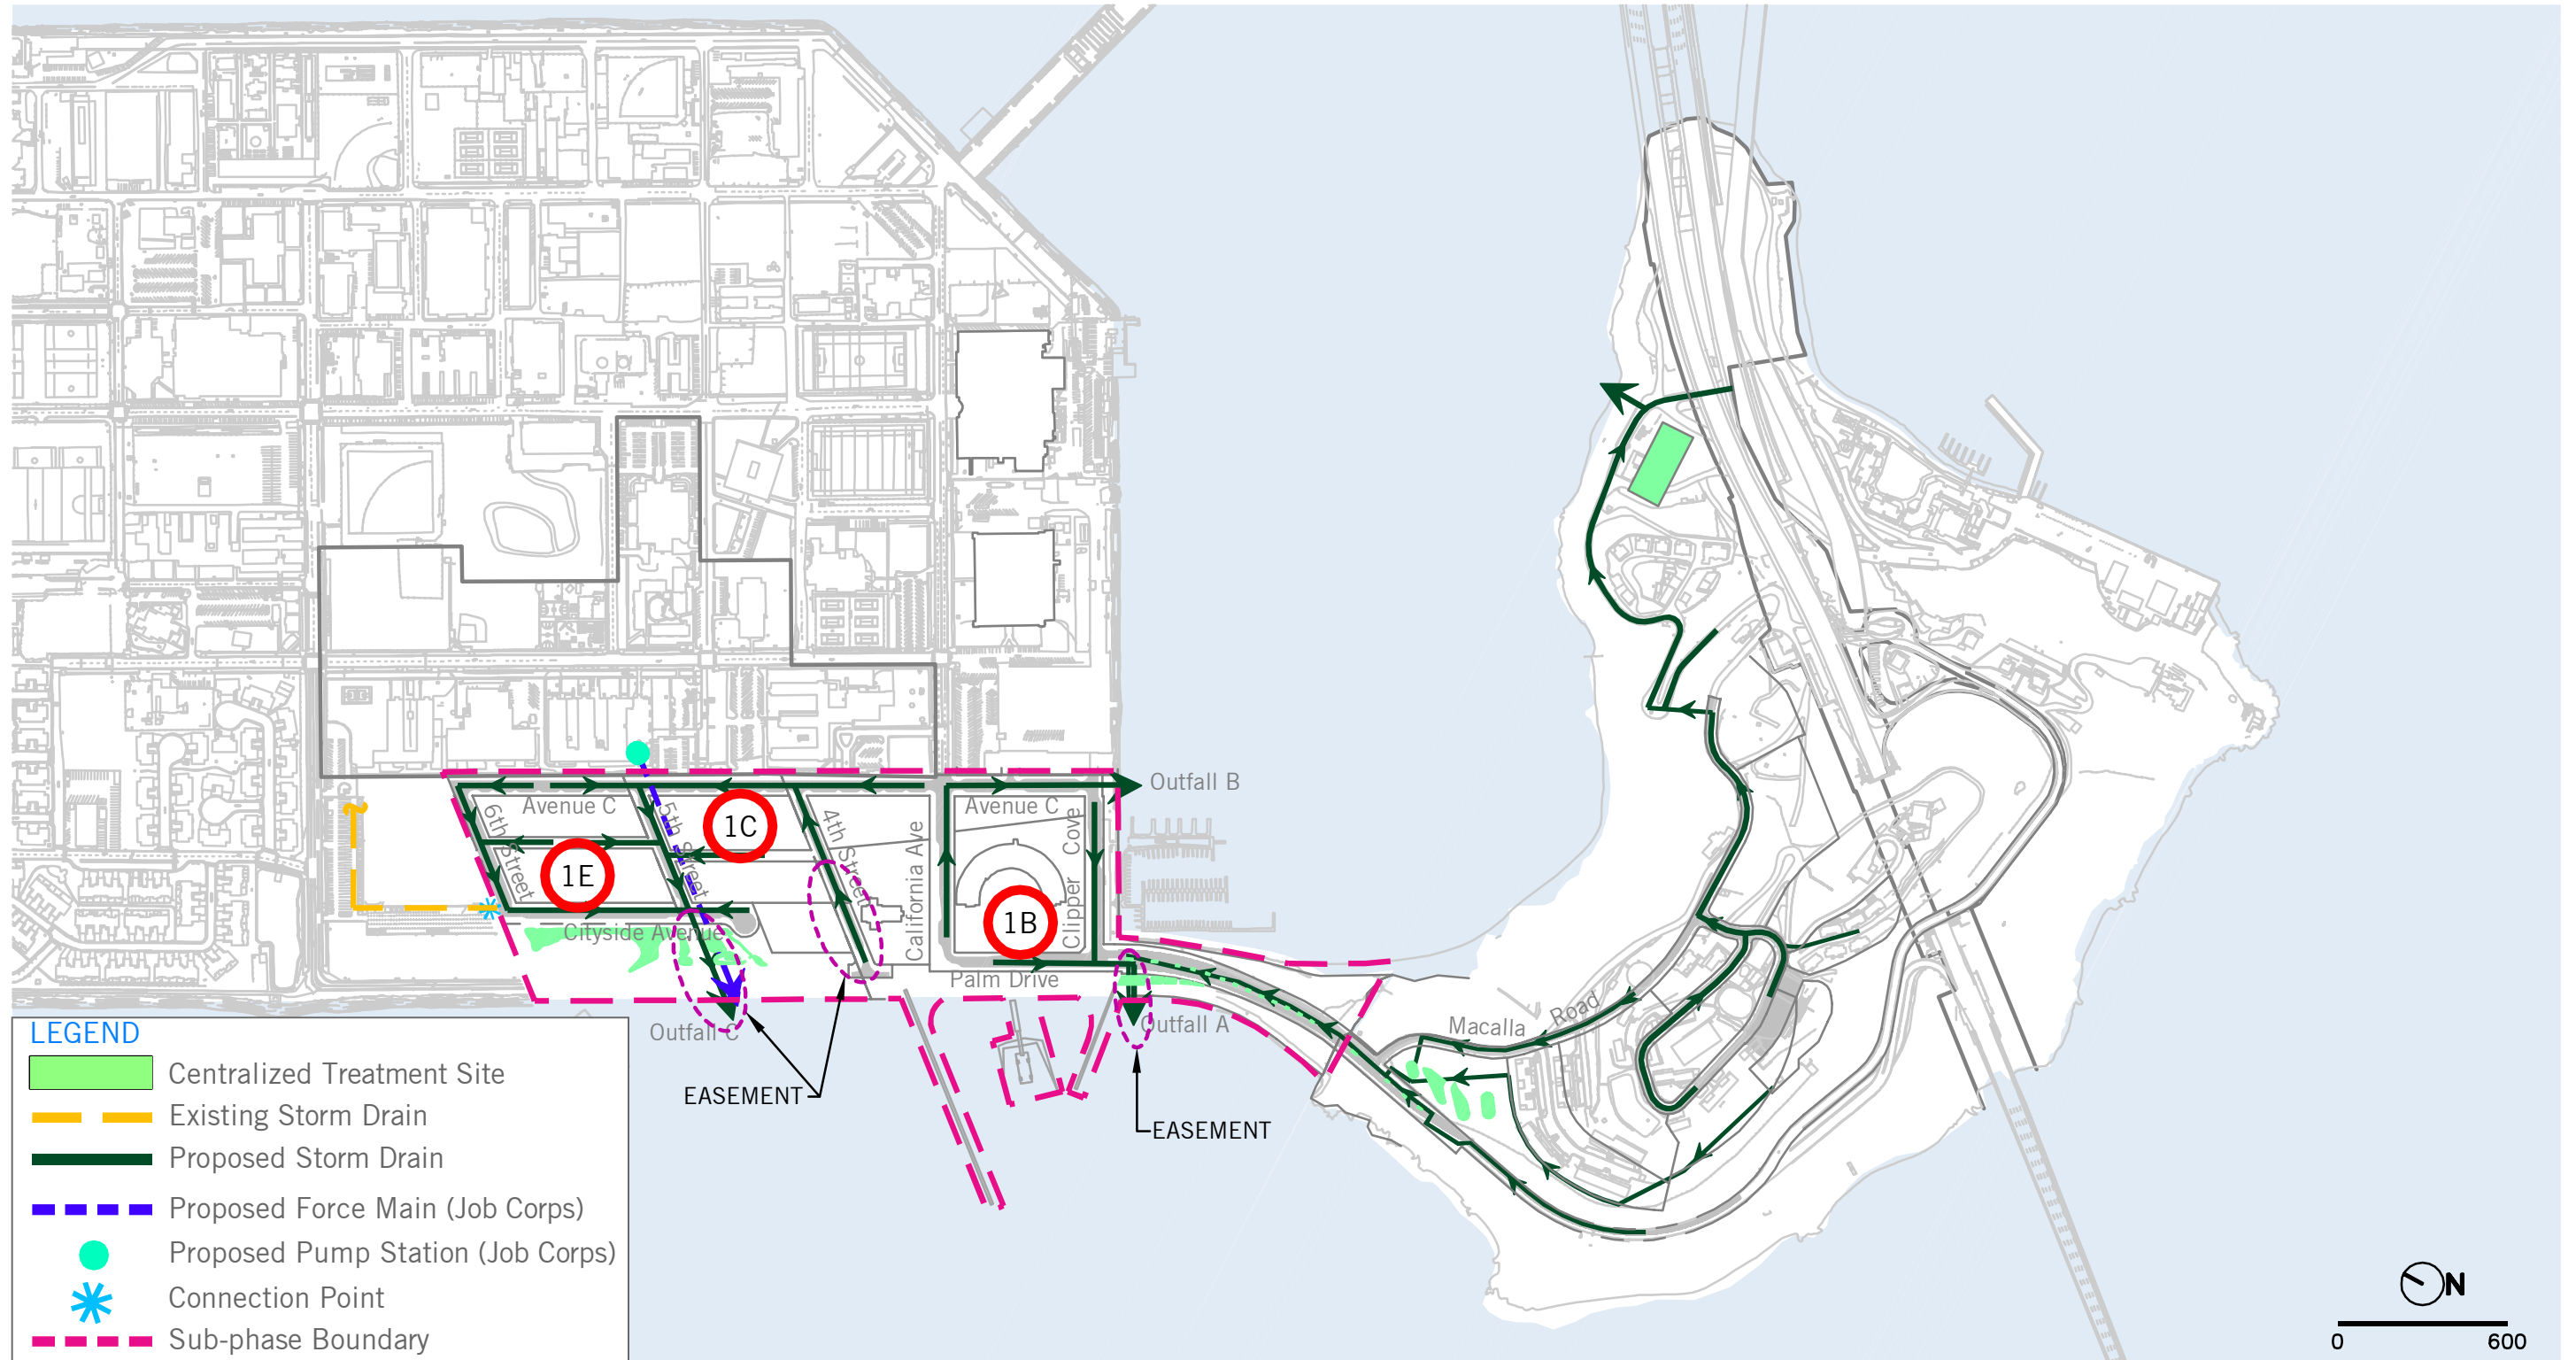 Outfall B
Avenue C
Avenue C
6th Street
5th Street
4th Street
California Ave
Clipper Cove
1C
1E
1B
Cityside Avenue
Palm Drive
Outfall C
Outfall A
Macalla Road
EASEMENT
EASEMENT
LEGEND
Centralized Treatment Site
Existing Storm Drain
Proposed Storm Drain
Proposed Force Main (Job Corps)
Proposed Pump Station (Job Corps)
Connection Point
Sub-phase Boundary
N
0 600